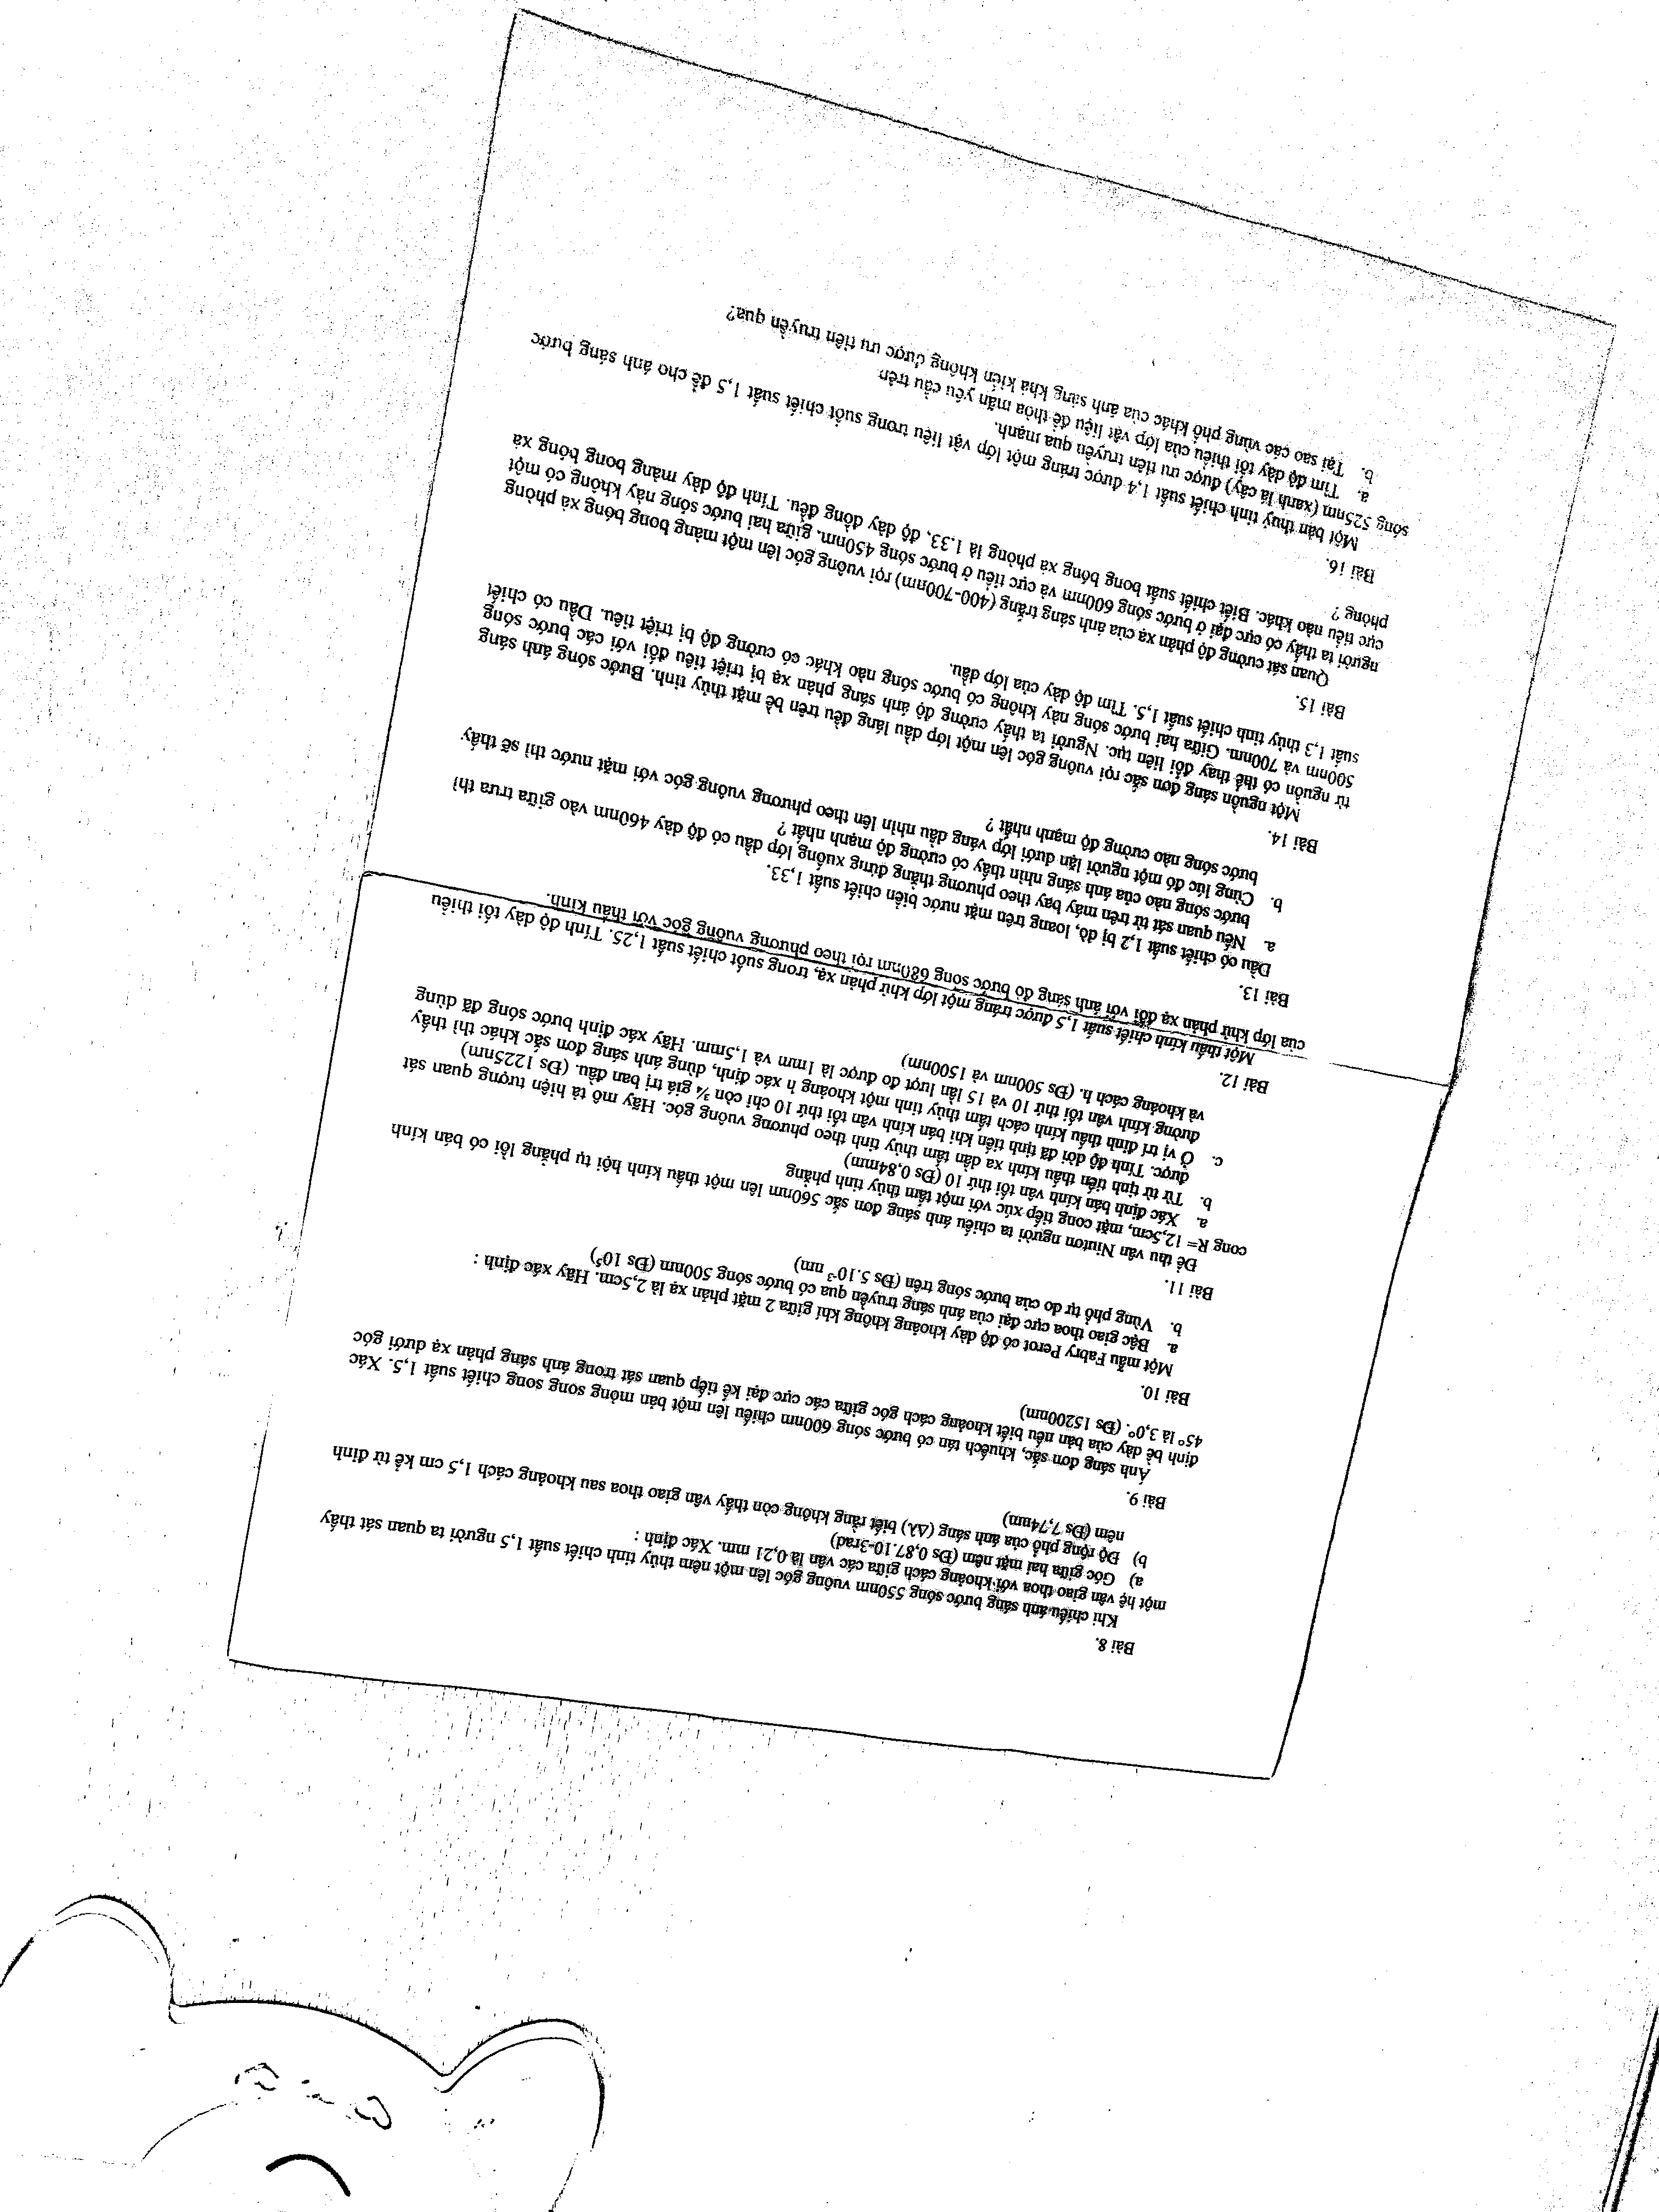 Bài 8.
Khi chiếu ánh sáng bước sóng 550nm vuông góc lên một nêm thủy tinh chiết suất 1,5 người ta quan sát thấy
một hệ vân giao thoa với khoảng cách giữa các vân là 0,21 mm. Xác định :
a) Góc giữa hai mặt nêm (Đs 0,87.10-3rad)
b) Độ rộng phổ của ánh sáng (Δλ) biết rằng không còn thấy vân giao thoa sau khoảng cách 1,5 cm kể từ đỉnh
nêm (Đs 7,74nm)
Bài 9.
Ánh sáng đơn sắc, khuếch tán có bước sóng 600nm chiếu lên một bản mỏng song song chiết suất 1,5. Xác
định bề dày của bản nếu biết khoảng cách góc giữa các cực đại kế tiếp quan sát trong ánh sáng phản xạ dưới góc
45° là 3,0°. (Đs 15200nm)
Bài 10.
Một mẫu Fabry Perot có độ dày khoảng không khí giữa 2 mặt phản xạ là 2,5cm. Hãy xác định :
a. Bậc giao thoa cực đại của ánh sáng truyền qua có bước sóng 500nm (Đs 10⁵)
b. Vùng phổ tự do của bước sóng trên (Đs 5.10⁻³ nm)
Bài 11.
Để thu vân Niuton người ta chiếu ánh sáng đơn sắc 560nm lên một thấu kính hội tụ phẳng lồi có bán kính
cong R= 12,5cm, mặt cong tiếp xúc với một tấm thủy tinh phẳng
a. Xác định bán kính vân tối thứ 10 (Đs 0,84mm)
b. Từ từ tịnh tiến thấu kính xa dần tấm thủy tinh theo phương vuông góc. Hãy mô tả hiện tượng quan sát
được. Tính độ dời đã tịnh tiến khi bán kính vân tối thứ 10 chỉ còn ¾ giá trị ban đầu. (Đs 1225nm)
c. Ở vị trí đỉnh thấu kính cách tấm thủy tinh một khoảng h xác định, dùng ánh sáng đơn sắc khác thì thấy
đường kính vân tối thứ 10 và 15 lần lượt đo được là 1mm và 1,5mm. Hãy xác định bước sóng đã dùng
và khoảng cách h. (Đs 500nm và 1500nm)
Bài 12.
Một thấu kính chiết suất 1,5 được tráng một lớp khử phản xạ, trong suốt chiết suất 1,25. Tính độ dày tối thiểu
của lớp khử phản xạ đối với ánh sáng đỏ bước sóng 680nm rọi theo phương vuông góc với thấu kính.
Bài 13.
Dầu có chiết suất 1,2 bị đổ, loang trên mặt nước biển chiết suất 1,33.
a. Nếu quan sát từ trên máy bay theo phương thẳng đứng xuống lớp dầu có độ dày 460nm vào giữa trưa thì
bước sóng nào của ánh sáng nhìn thấy có cường độ mạnh nhất ?
b. Cùng lúc đó một người lặn dưới lớp váng dầu nhìn lên theo phương vuông góc với mặt nước thì sẽ thấy
bước sóng nào cường độ mạnh nhất ?
Bài 14.
Một nguồn sáng đơn sắc rọi vuông góc lên một lớp dầu láng đều trên bề mặt thủy tinh. Bước sóng ánh sáng
từ nguồn có thể thay đổi liên tục. Người ta thấy cường độ ánh sáng phản xạ bị triệt tiêu đối với các bước sóng
500nm và 700nm. Giữa hai bước sóng này không có bước sóng nào khác có cường độ bị triệt tiêu. Dầu có chiết
suất 1,3 thủy tinh chiết suất 1,5. Tìm độ dày của lớp dầu.
Bài 15.
Quan sát cường độ phản xạ của ánh sáng trắng (400-700nm) rọi vuông góc lên một màng bong bóng xà phòng
người ta thấy có cực đại ở bước sóng 600nm và cực tiểu ở bước sóng 450nm, giữa hai bước sóng này không có một
cực tiểu nào khác. Biết chiết suất bong bóng xà phòng là 1.33, độ dày đồng đều. Tính độ dày màng bong bóng xà
phòng ?
Bài 16.
Một bản thuỷ tinh chiết suất 1,4 được tráng một lớp vật liệu trong suốt chiết suất 1,5 để cho ánh sáng bước
sóng 525nm (xanh lá cây) được ưu tiên truyền qua mạnh.
a. Tìm độ dày tối thiểu của lớp vật liệu để thỏa mãn yêu cầu trên
b. Tại sao các vùng phổ khác của ánh sáng khả kiến không được ưu tiên truyền qua?